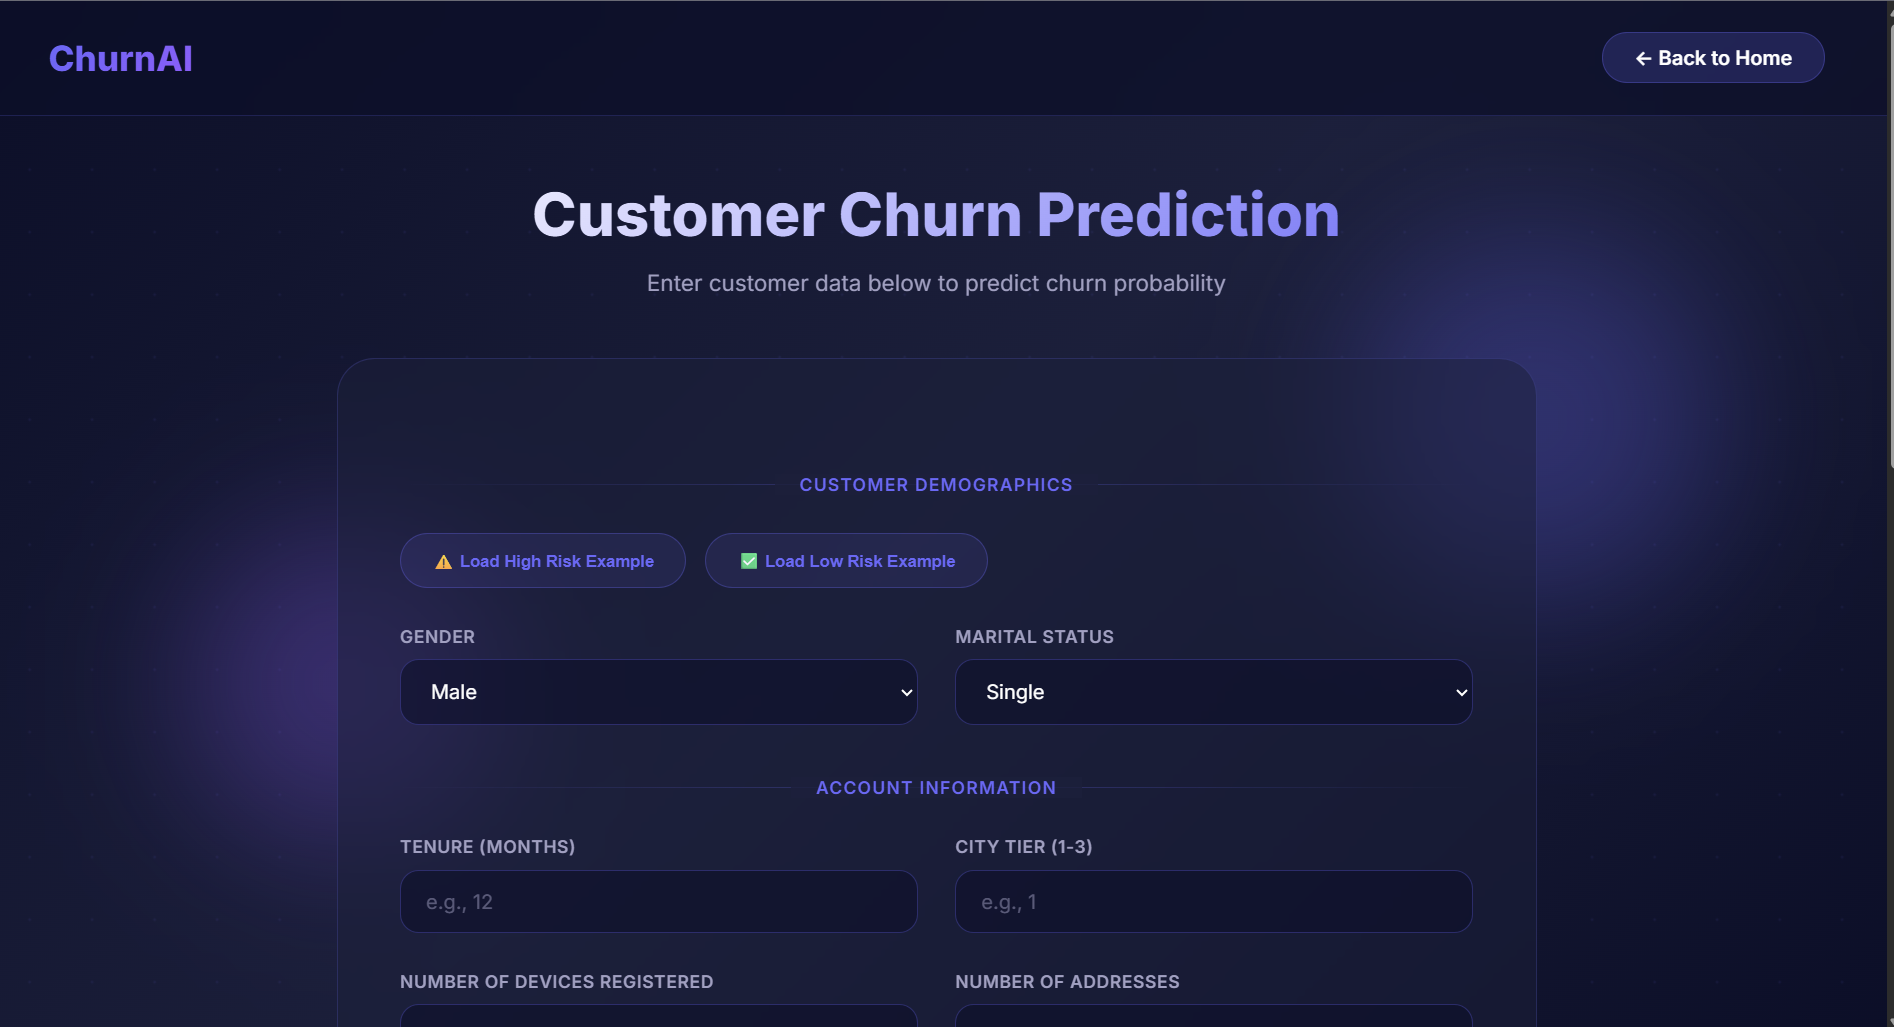 ChurnAI
← Back to Home
Customer Churn Prediction
Enter customer data below to predict churn probability
CUSTOMER DEMOGRAPHICS
⚠️ Load High Risk Example
✅ Load Low Risk Example
GENDER
MARITAL STATUS
Male
Single
ACCOUNT INFORMATION
TENURE (MONTHS)
CITY TIER (1-3)
e.g., 12
e.g., 1
NUMBER OF DEVICES REGISTERED
NUMBER OF ADDRESSES